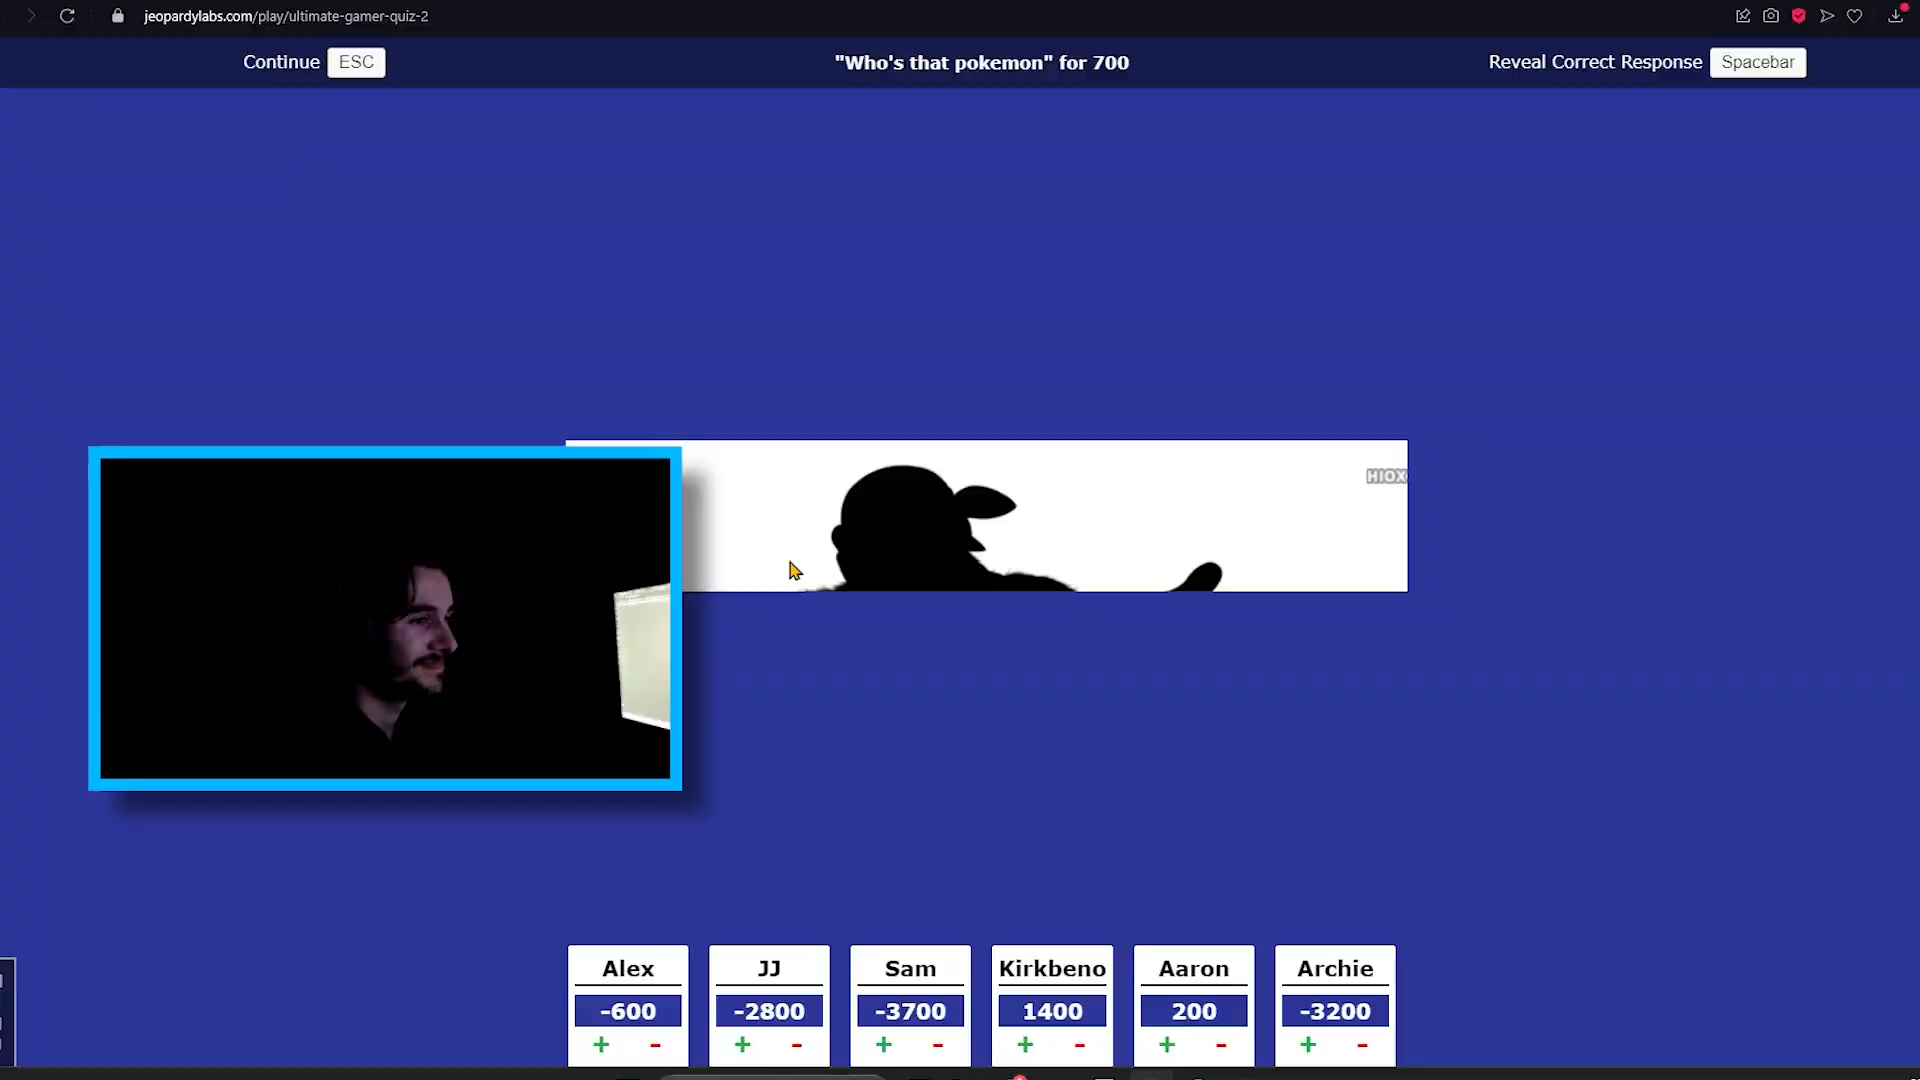 jeopardylabs.com/play/ultimate-gamer-quiz-2
Continue ESC
"Who's that pokemon" for 700
Reveal Correct Response Spacebar
HIOX
Alex JJ Sam Kirkbeno Aaron Archie
-600 -2800 -3700 1400 200 -3200
+ - + - + - + - + - + -